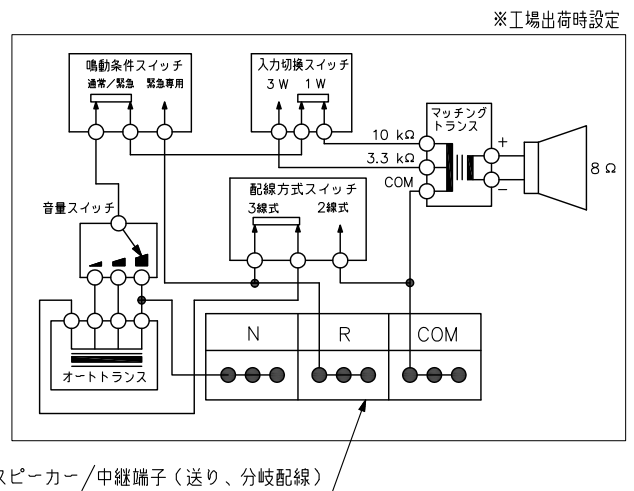 ※工場出荷時設定
鳴動条件スイッチ
通常／緊急 緊急専用
入力切換スイッチ
3 W 1 W
マッチング
トランス
10 kΩ
3.3 kΩ
COM
+
−
8 Ω
配線方式スイッチ
3線式 2線式
音量スイッチ
オートトランス
N R COM
スピーカー/中継端子（送り、分岐配線）